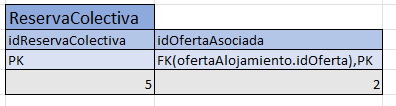 ReservaColectiva
idReservaColectiva idOfertaAsociada
PK FK(ofertaAlojamiento.idOferta),PK
5 2